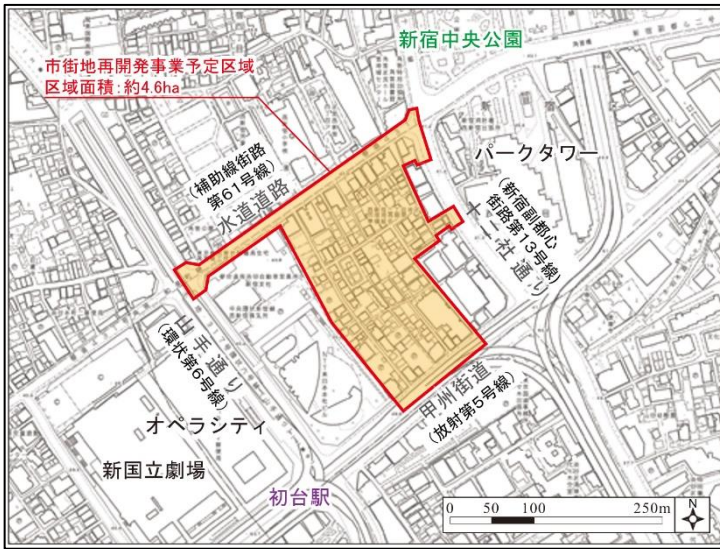 新宿中央公園
市街地再開発事業予定区域
区域面積:約4.6ha
パークタワー
(補助線街路
第61号線)
水道道路
(新宿副都心
街路第13号線)
十二社通り
山手通り
(環状第6号線)
甲州街道
(放射第5号線)
オペラシティ
新国立劇場
初台駅
0 50 100 250m
N